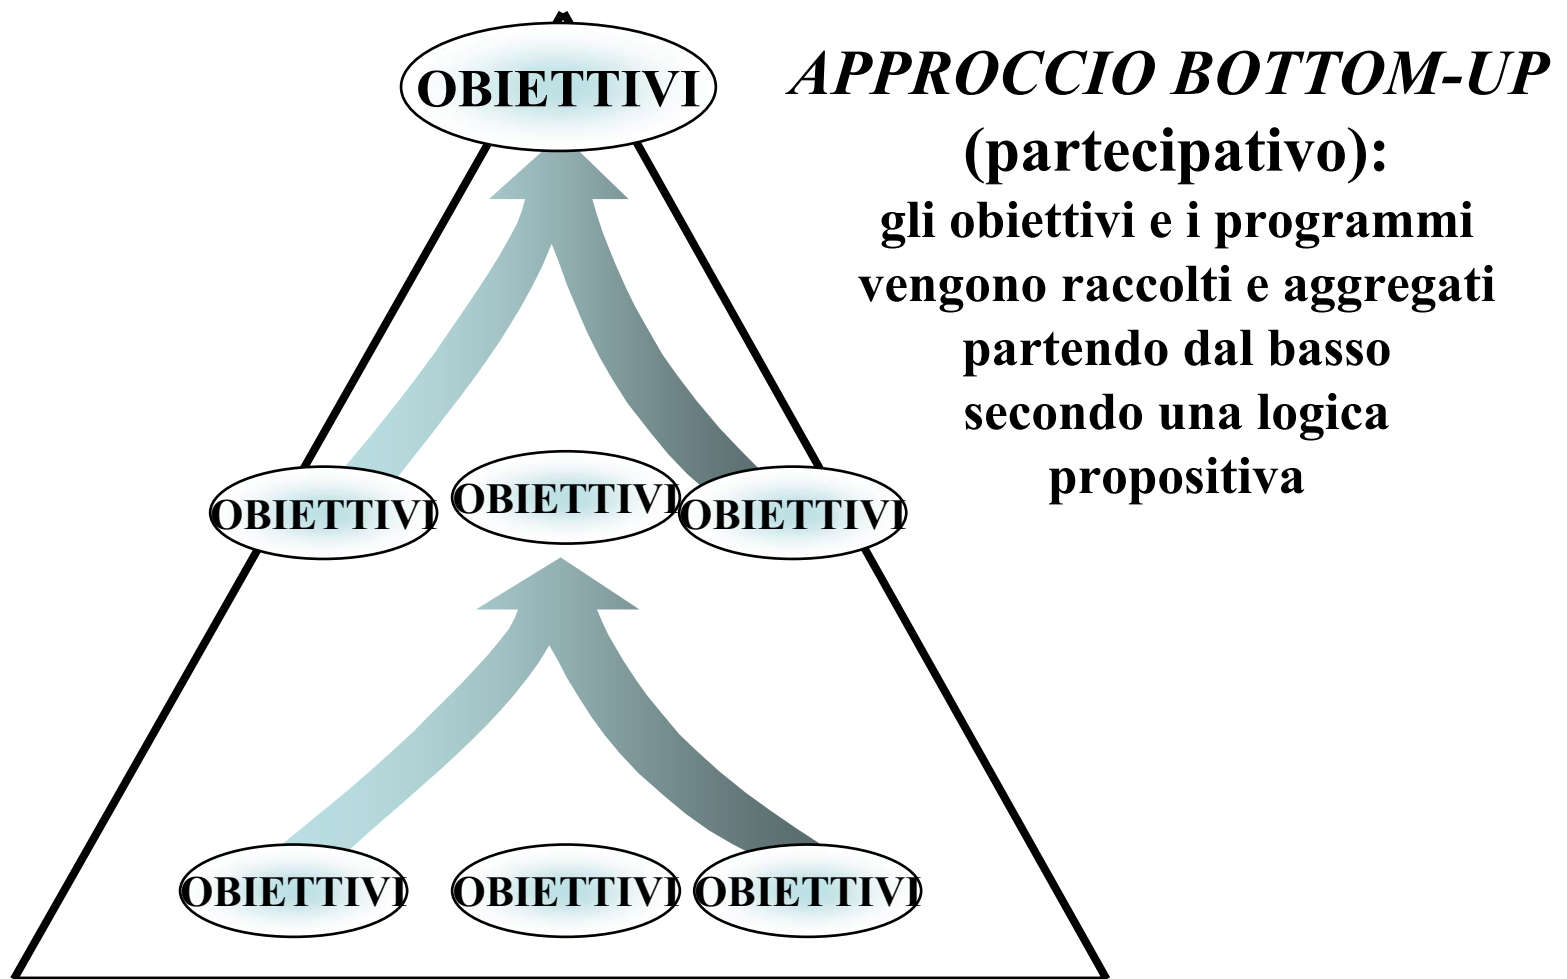 OBIETTIVI
APPROCCIO BOTTOM-UP
(partecipativo):
gli obiettivi e i programmi
vengono raccolti e aggregati
partendo dal basso
secondo una logica
propositiva
OBIETTIVI
OBIETTIVI
OBIETTIVI
OBIETTIVI
OBIETTIVI
OBIETTIVI